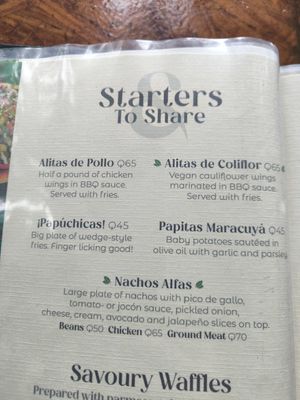 &
Starters
To Share
Alitas de Pollo Q65
Half a pound of chicken
wings in BBQ sauce.
Served with fries.
Alitas de Coliflor Q65
Vegan cauliflower wings
marinated in BBQ sauce.
Served with fries.
¡Papúchicas! Q45
Big plate of wedge-style
fries. Finger licking good!
Papitas Maracuyá Q45
Baby potatoes sautéed in
olive oil with garlic and parsley
Nachos Alfas
Large plate of nachos with pico de gallo,
tomato- or jocón sauce, pickled onion,
cheese, cream, avocado and jalapeño slices on top.
Beans Q50 Chicken Q65 Ground Meat Q70
Savoury Waffles
Prepared with